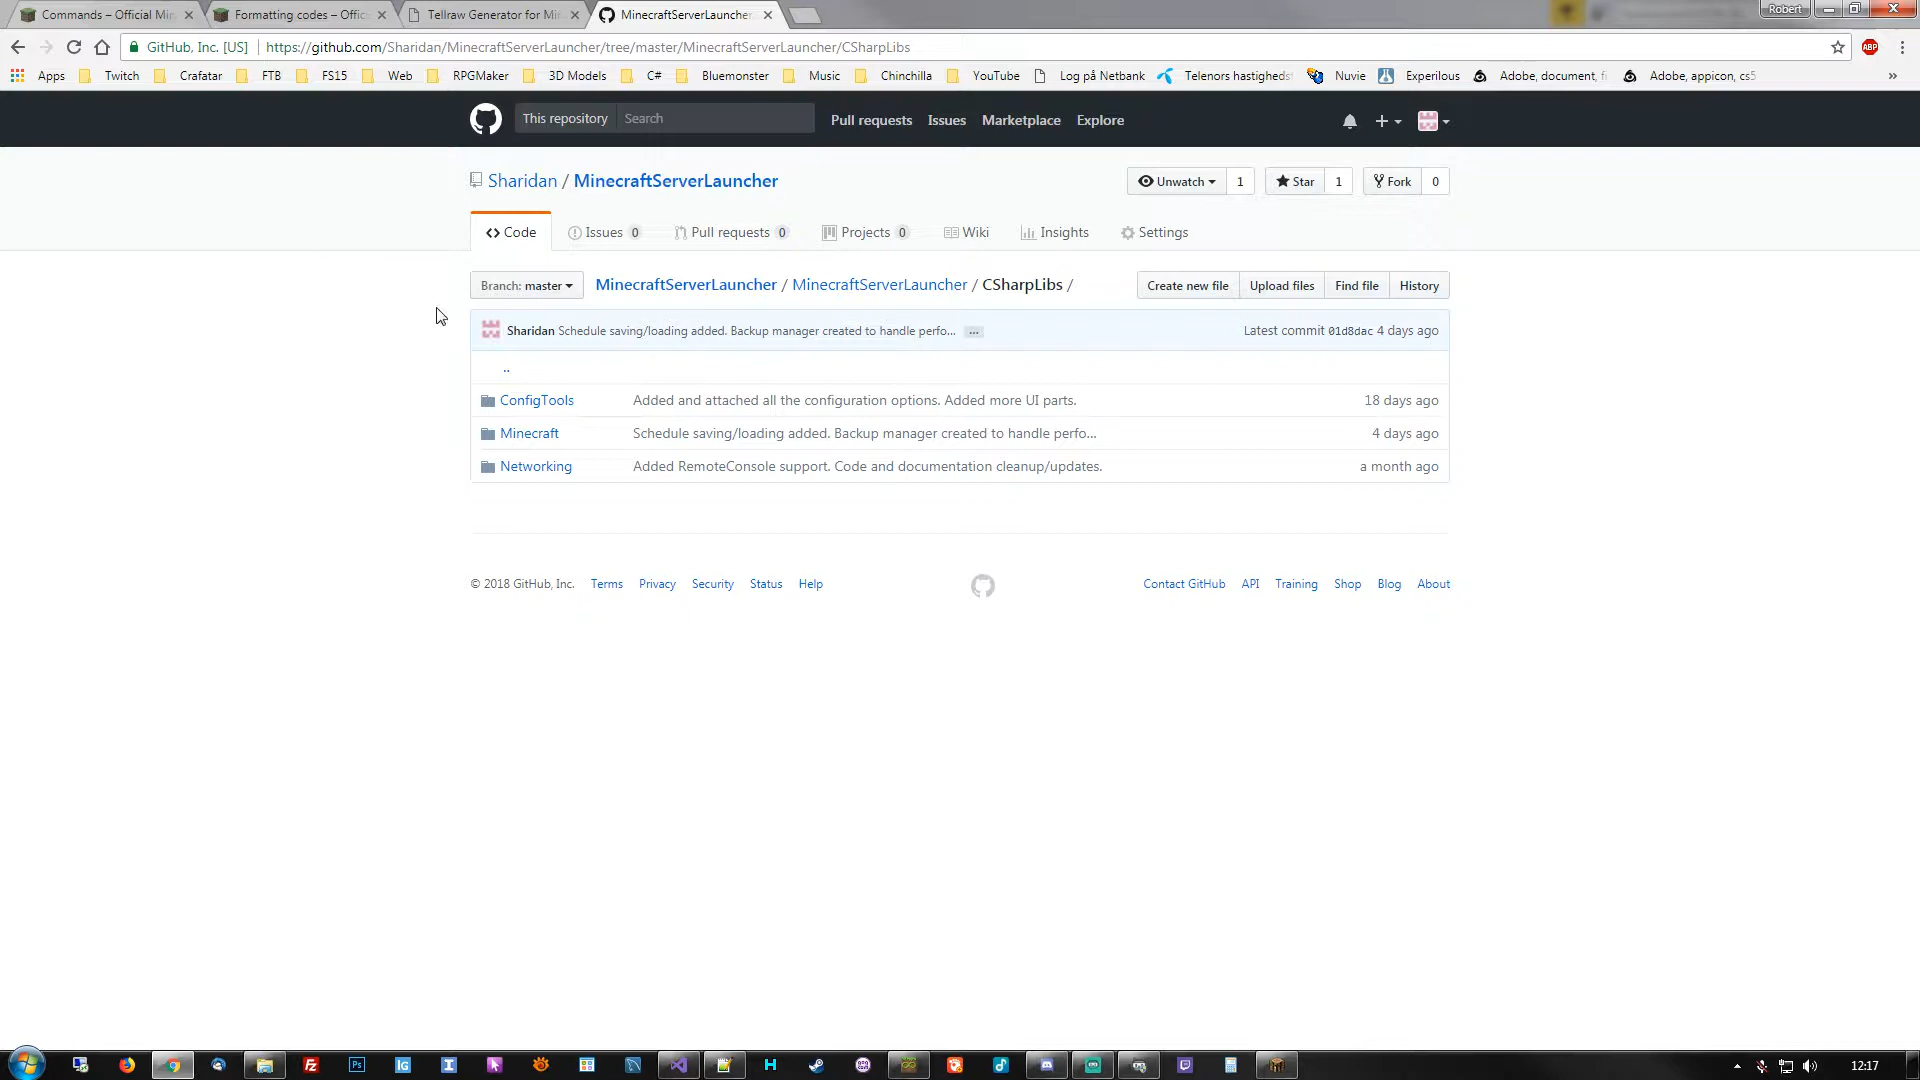 Commands – Official Min
Formatting codes – Offic
Tellraw Generator for Min
MinecraftServerLauncher
Robert
GitHub, Inc. [US] https://github.com/Sharidan/MinecraftServerLauncher/tree/master/MinecraftServerLauncher/CSharpLibs
ABP
Apps Twitch Crafatar FTB FS15 Web RPGMaker 3D Models C# Bluemonster Music Chinchilla YouTube Log på Netbank Telenors hastigheds Nuvie Experilous Adobe, document, fi Adobe, appicon, cs5 »
This repository Search Pull requests Issues Marketplace Explore
Sharidan / MinecraftServerLauncher
Unwatch 1 Star 1 Fork 0
Code Issues 0 Pull requests 0 Projects 0 Wiki Insights Settings
Branch: master MinecraftServerLauncher / MinecraftServerLauncher / CSharpLibs / Create new file Upload files Find file History
Sharidan Schedule saving/loading added. Backup manager created to handle perfo... ... Latest commit 01d8dac 4 days ago
..
ConfigTools Added and attached all the configuration options. Added more UI parts. 18 days ago
Minecraft Schedule saving/loading added. Backup manager created to handle perfo... 4 days ago
Networking Added RemoteConsole support. Code and documentation cleanup/updates. a month ago
© 2018 GitHub, Inc. Terms Privacy Security Status Help Contact GitHub API Training Shop Blog About
Fz Ps Ig I H
12:17